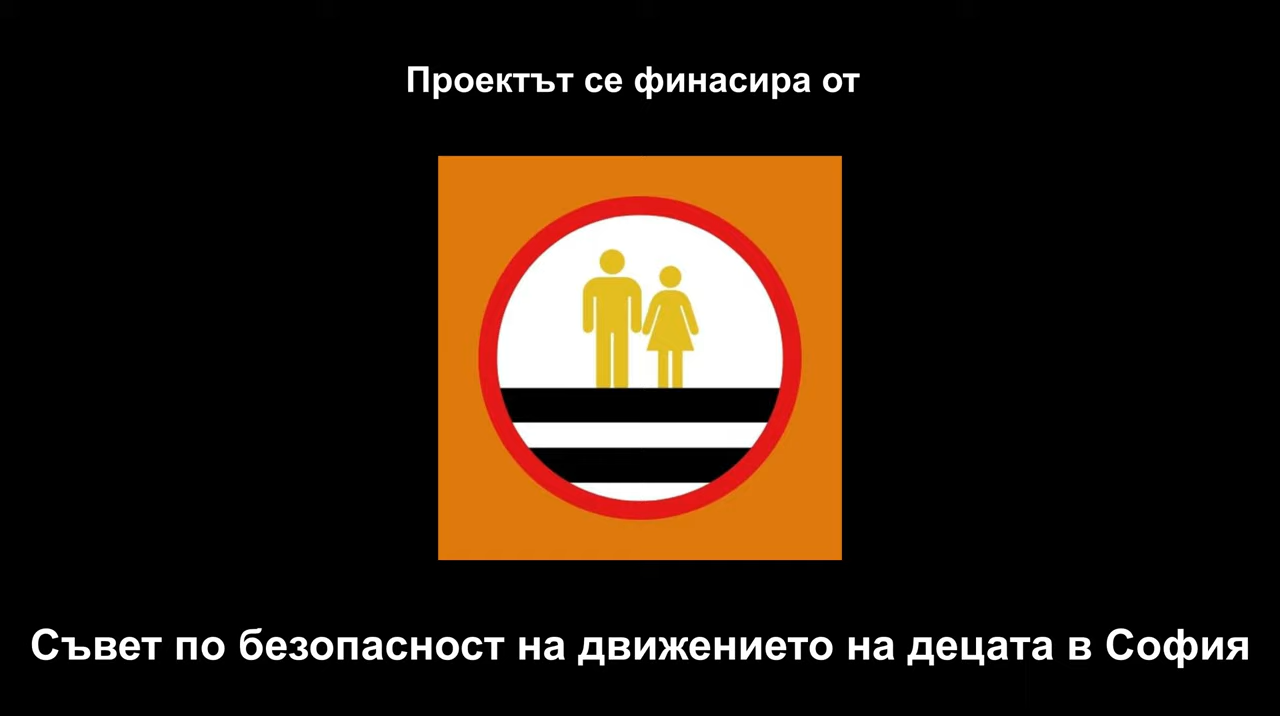 Проектът се финасира от
Съвет по безопасност на движението на децата в София